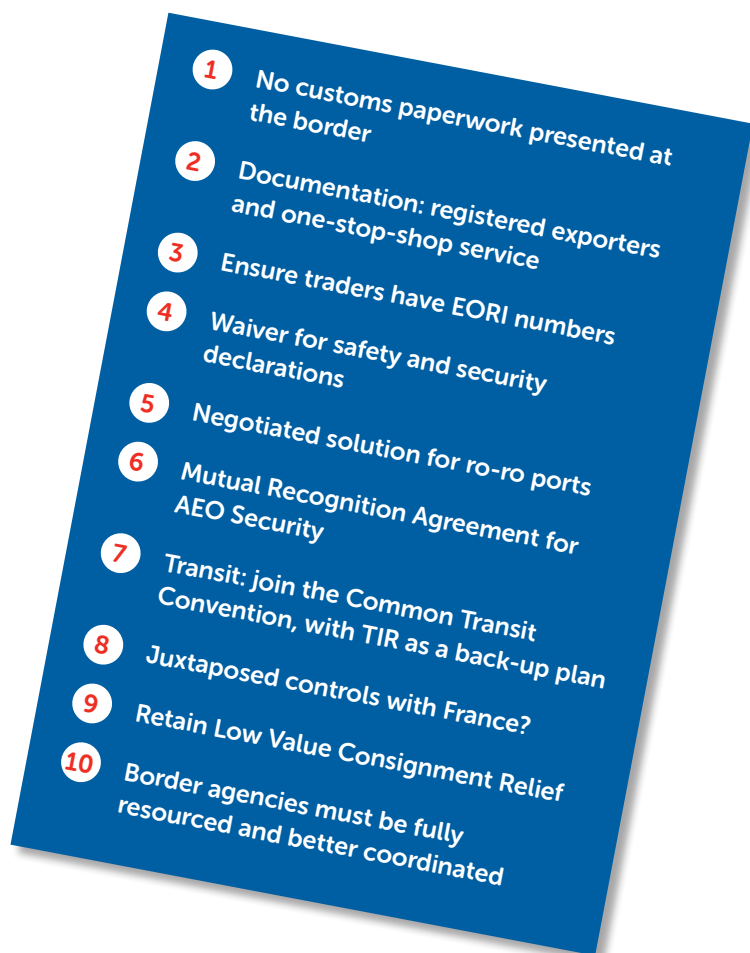 1
No customs paperwork presented at
the border
2
Documentation: registered exporters
and one-stop-shop service
3
Ensure traders have EORI numbers
4
Waiver for safety and security
declarations
5
Negotiated solution for ro-ro ports
6
Mutual Recognition Agreement for
AEO Security
7
Transit: join the Common Transit
Convention, with TIR as a back-up plan
8
Juxtaposed controls with France?
9
Retain Low Value Consignment Relief
10
Border agencies must be fully
resourced and better coordinated